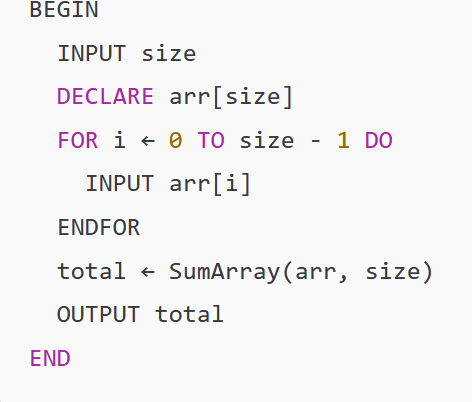 BEGIN
INPUT size
DECLARE arr[size]
FOR i ← 0 TO size - 1 DO
INPUT arr[i]
ENDFOR
total ← SumArray(arr, size)
OUTPUT total
END